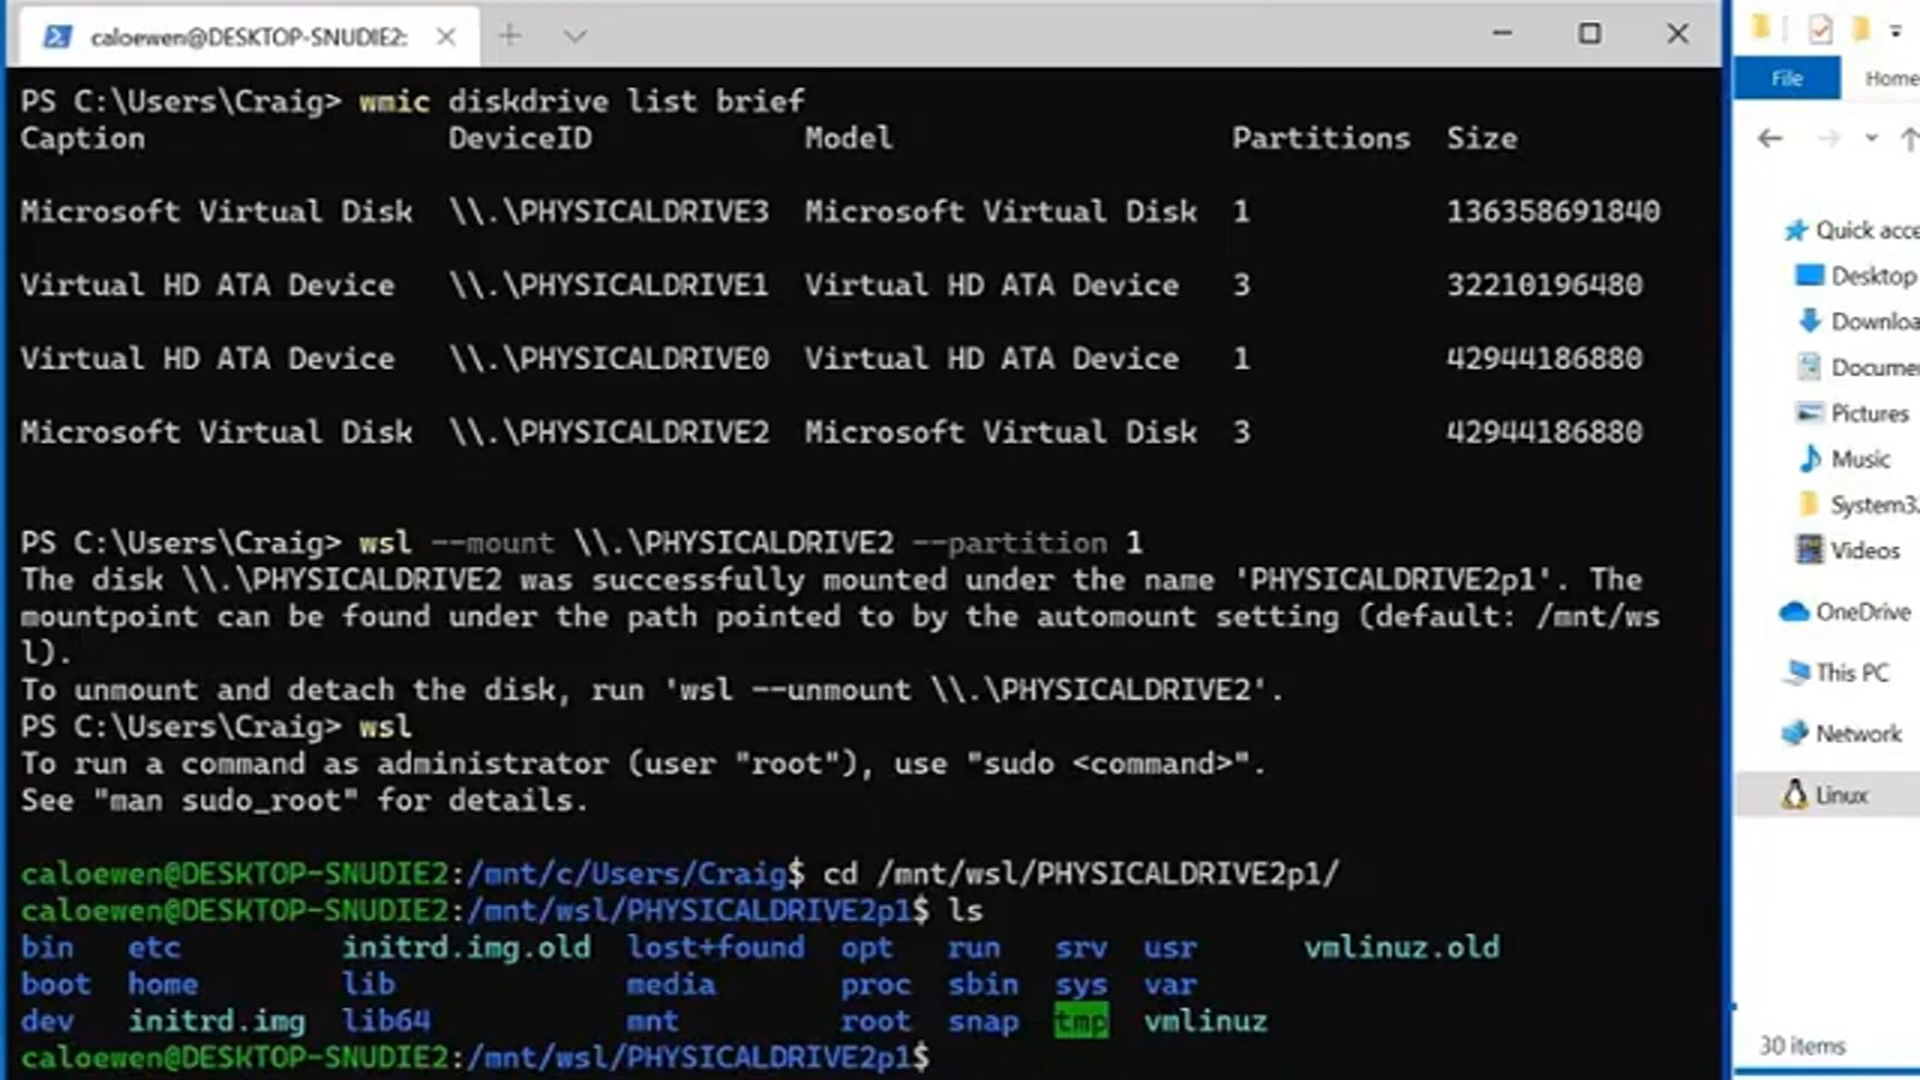 caloewen@DESKTOP-SNUDIE2:
PS C:\Users\Craig> wmic diskdrive list brief
Caption DeviceID Model Partitions Size
Microsoft Virtual Disk \\.\PHYSICALDRIVE3 Microsoft Virtual Disk 1 136358691840
Virtual HD ATA Device \\.\PHYSICALDRIVE1 Virtual HD ATA Device 3 32210196480
Virtual HD ATA Device \\.\PHYSICALDRIVE0 Virtual HD ATA Device 1 42944186880
Microsoft Virtual Disk \\.\PHYSICALDRIVE2 Microsoft Virtual Disk 3 42944186880
PS C:\Users\Craig> wsl --mount \\.\PHYSICALDRIVE2 --partition 1
The disk \\.\PHYSICALDRIVE2 was successfully mounted under the name 'PHYSICALDRIVE2p1'. The
mountpoint can be found under the path pointed to by the automount setting (default: /mnt/ws
l).
To unmount and detach the disk, run 'wsl --unmount \\.\PHYSICALDRIVE2'.
PS C:\Users\Craig> wsl
To run a command as administrator (user "root"), use "sudo <command>".
See "man sudo_root" for details.
caloewen@DESKTOP-SNUDIE2:/mnt/c/Users/Craig$ cd /mnt/wsl/PHYSICALDRIVE2p1/
caloewen@DESKTOP-SNUDIE2:/mnt/wsl/PHYSICALDRIVE2p1$ ls
bin etc initrd.img.old lost+found opt run srv usr vmlinuz.old
boot home lib media proc sbin sys var
dev initrd.img lib64 mnt root snap tmp vmlinuz
caloewen@DESKTOP-SNUDIE2:/mnt/wsl/PHYSICALDRIVE2p1$
File Home
Quick acce
Desktop
Downloa
Documen
Pictures
Music
System3
Videos
OneDrive
This PC
Network
Linux
30 items